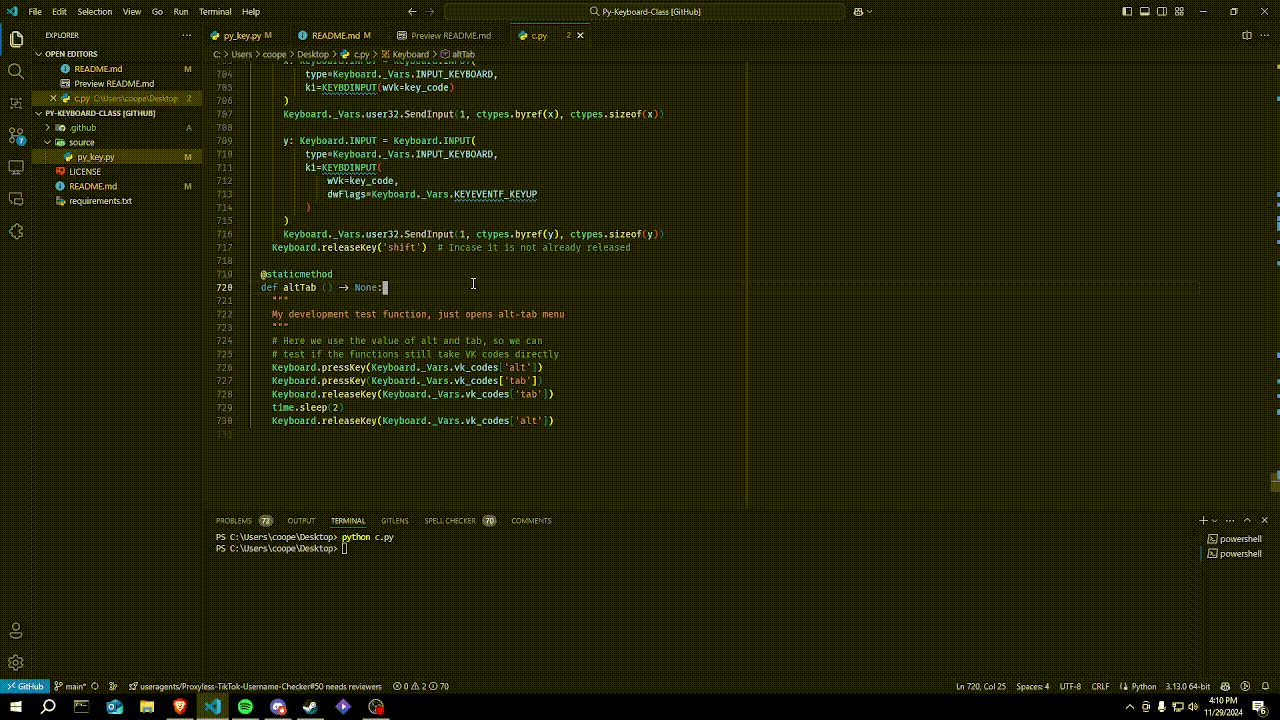 File Edit Selection View Go Run Terminal Help
Py-Keyboard-Class [GitHub]
EXPLORER
OPEN EDITORS
README.md M
Preview README.md
c.py C:\Users\coope\Desktop 2
PY-KEYBOARD-CLASS [GITHUB]
.github A
source
py_key.py M
LICENSE
README.md M
requirements.txt
7
py_key.py M README.md M Preview README.md c.py 2
C: > Users > coope > Desktop > c.py > Keyboard > altTab
704 type=Keyboard._Vars.INPUT_KEYBOARD,
705 ki=KEYBDINPUT(wVk=key_code)
706 )
707 Keyboard._Vars.user32.SendInput(1, ctypes.byref(x), ctypes.sizeof(x))
708
709 y: Keyboard.INPUT = Keyboard.INPUT(
710 type=Keyboard._Vars.INPUT_KEYBOARD,
711 ki=KEYBDINPUT(
712 wVk=key_code,
713 dwFlags=Keyboard._Vars.KEYEVENTF_KEYUP
714 )
715 )
716 Keyboard._Vars.user32.SendInput(1, ctypes.byref(y), ctypes.sizeof(y))
717 Keyboard.releaseKey('shift') # Incase it is not already released
718
719 @staticmethod
720 def altTab () → None:
721 """
722 My development test function, just opens alt-tab menu
723 """
724 # Here we use the value of alt and tab, so we can
725 # test if the functions still take VK codes directly
726 Keyboard.pressKey(Keyboard._Vars.vk_codes['alt'])
727 Keyboard.pressKey(Keyboard._Vars.vk_codes['tab'])
728 Keyboard.releaseKey(Keyboard._Vars.vk_codes['tab'])
729 time.sleep(2)
730 Keyboard.releaseKey(Keyboard._Vars.vk_codes['alt'])
731
PROBLEMS 72 OUTPUT TERMINAL GITLENS SPELL CHECKER 70 COMMENTS
PS C:\Users\coope\Desktop> python c.py
PS C:\Users\coope\Desktop>
powershell
powershell
GitHub main* useragents/Proxyless-TikTok-Username-Checker#50 needs reviewers 0 2 70
Ln 720, Col 25 Spaces: 4 UTF-8 CRLF Python 3.13.0 64-bit
4:10 PM
11/29/2024
6